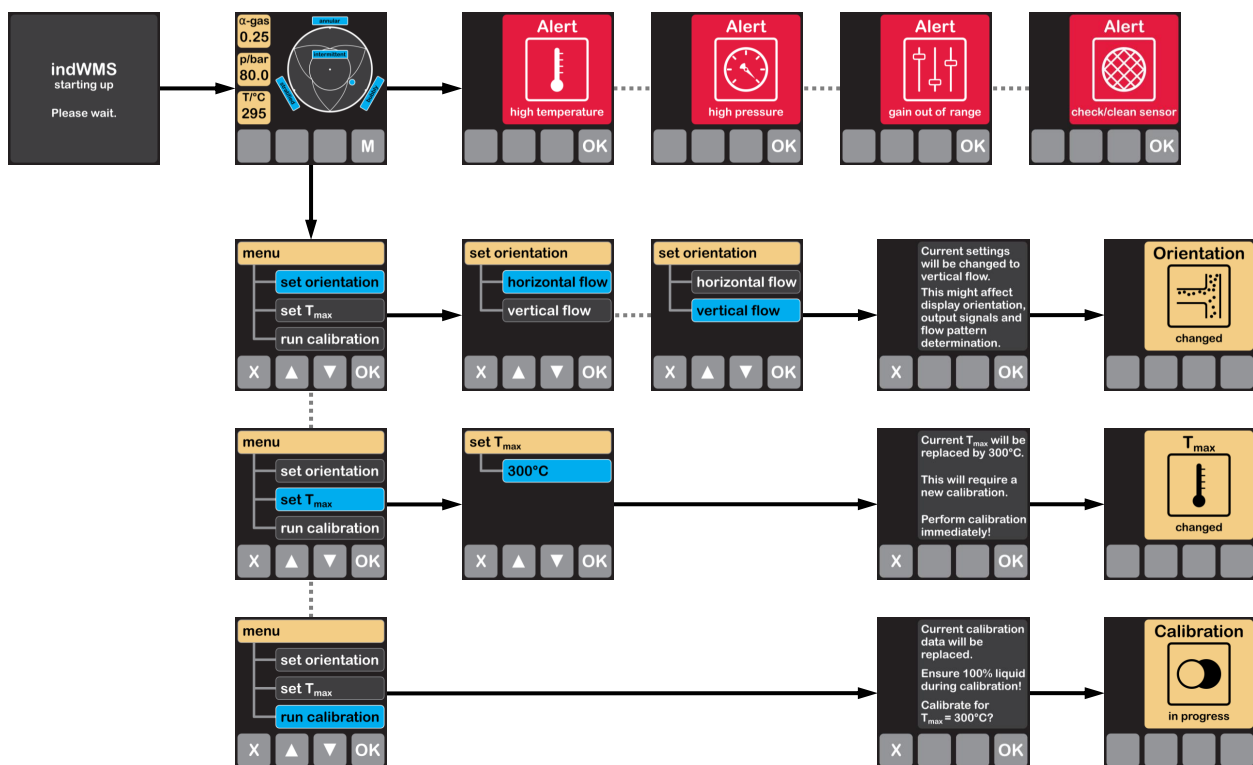 indWMS
starting up
Please wait.
α-gas
0.25
p/bar
80.0
T/°C
295
annular
intermittent
M
Alert
high temperature
OK
Alert
high pressure
OK
Alert
gain out of range
OK
Alert
check/clean sensor
OK
menu
set orientation
set Tmax
run calibration
X ▲ ▼ OK
set orientation
horizontal flow
vertical flow
X ▲ ▼ OK
set orientation
horizontal flow
vertical flow
X ▲ ▼ OK
Current settings
will be changed to
vertical flow.
This might affect
display orientation,
output signals and
flow pattern
determination.
X OK
Orientation
changed
menu
set orientation
set Tmax
run calibration
X ▲ ▼ OK
set Tmax
300°C
X ▲ ▼ OK
Current Tmax will be
replaced by 300°C.
This will require a
new calibration.
Perform calibration
immediately!
X OK
Tmax
changed
menu
set orientation
set Tmax
run calibration
X ▲ ▼ OK
Current calibration
data will be
replaced.
Ensure 100% liquid
during calibration!
Calibrate for
Tmax = 300°C?
X OK
Calibration
in progress